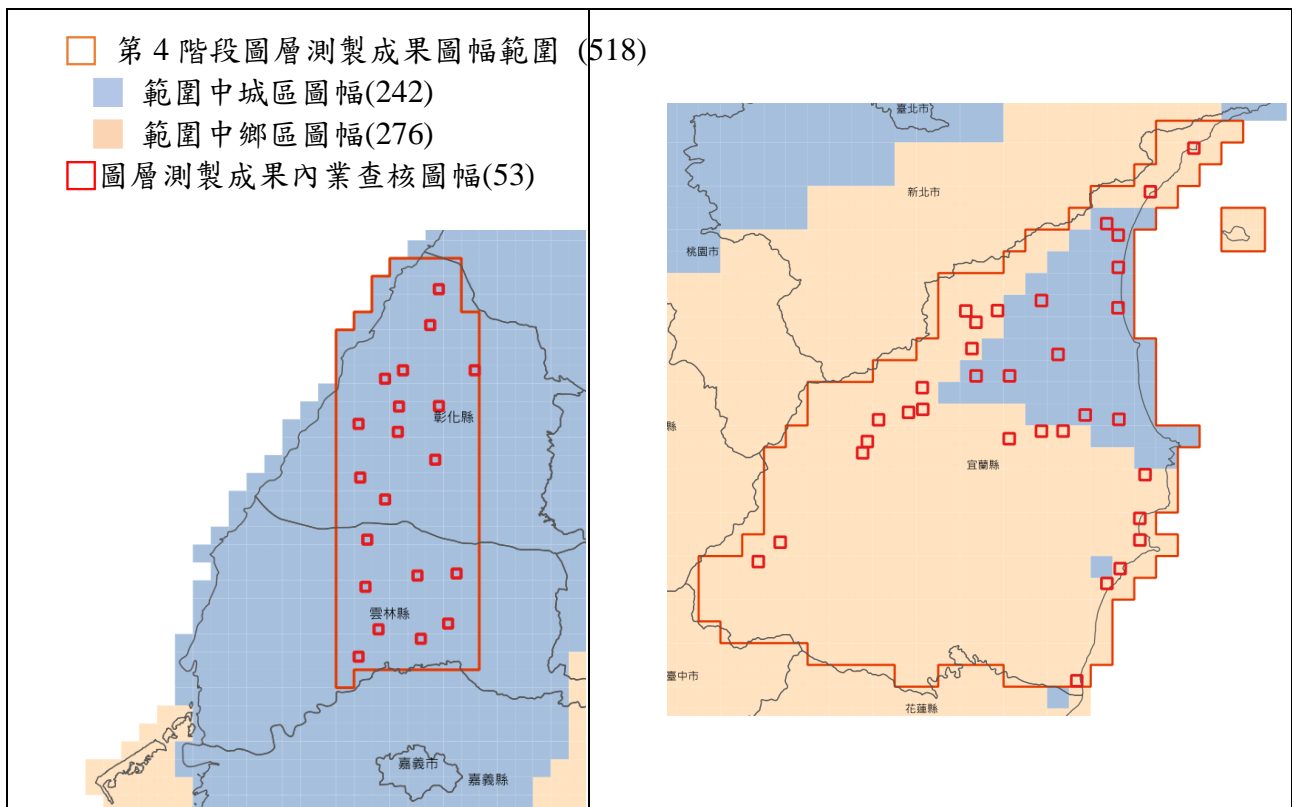 第 4 階段圖層測製成果圖幅範圍 (518)
範圍中城區圖幅(242)
範圍中鄉區圖幅(276)
圖層測製成果內業查核圖幅(53)
彰化縣
雲林縣
嘉義市
嘉義縣
臺北市
新北市
桃園市
縣
宜蘭縣
臺中市
花蓮縣